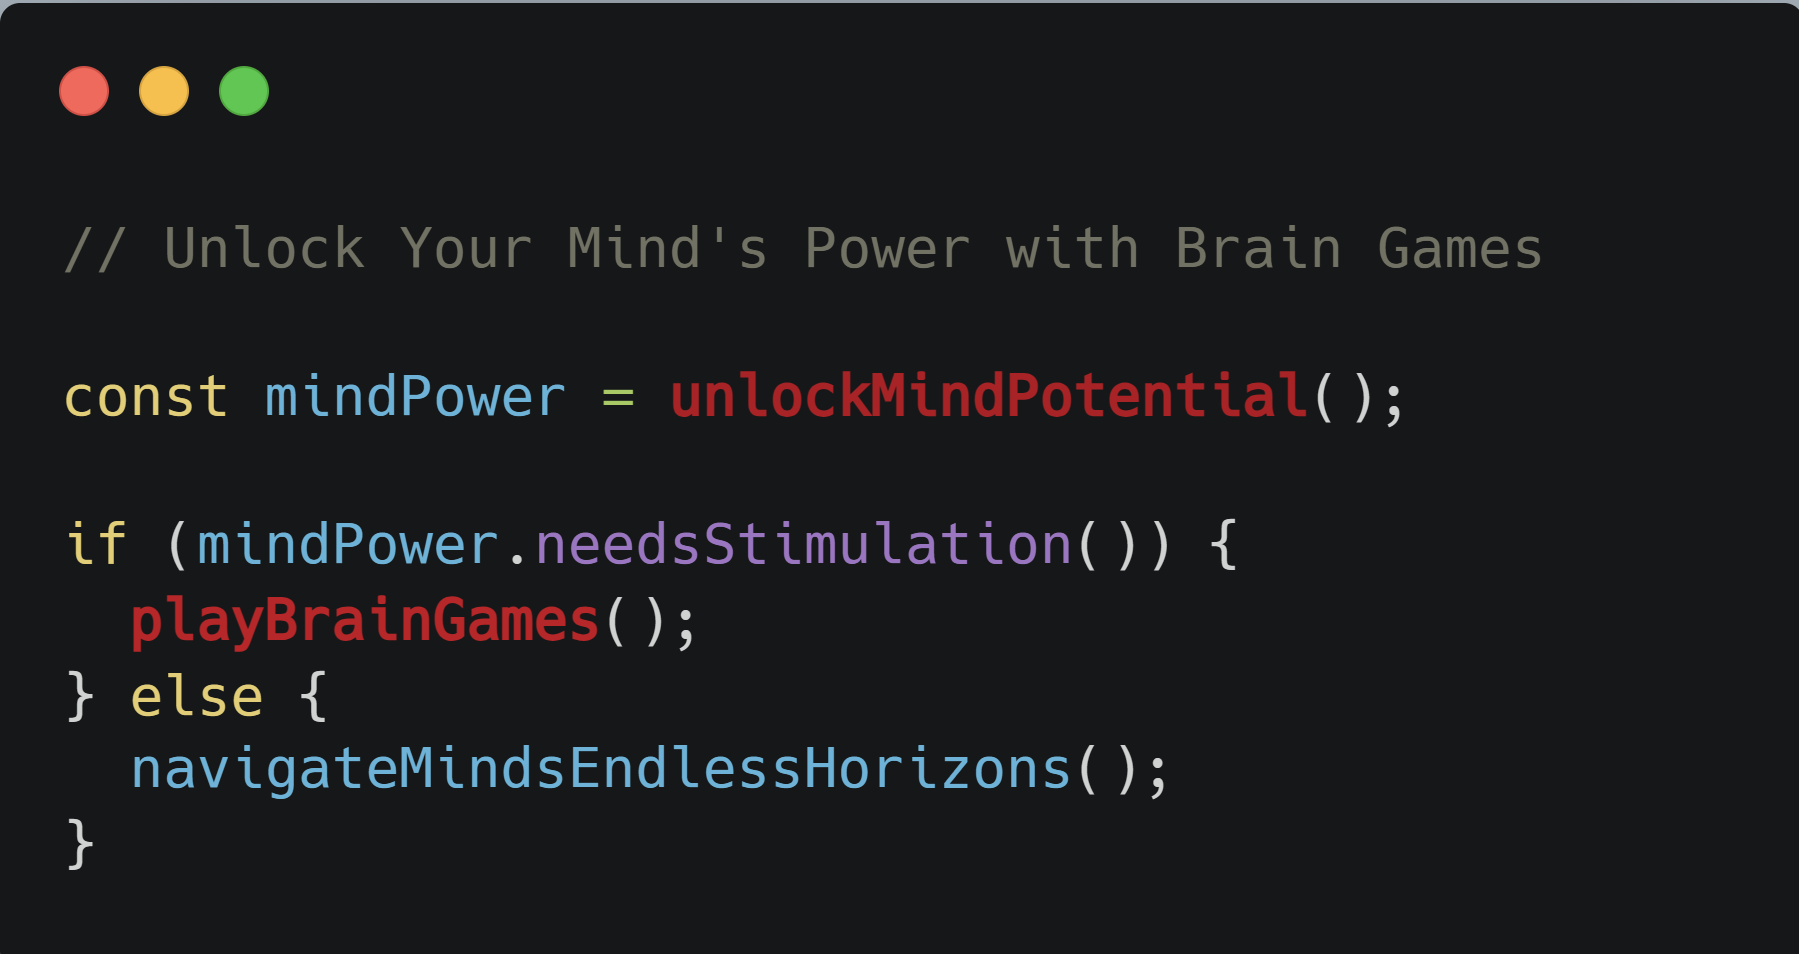 // Unlock Your Mind's Power with Brain Games
const mindPower = unlockMindPotential();
if (mindPower.needsStimulation()) {
  playBrainGames();
} else {
  navigateMindsEndlessHorizons();
}